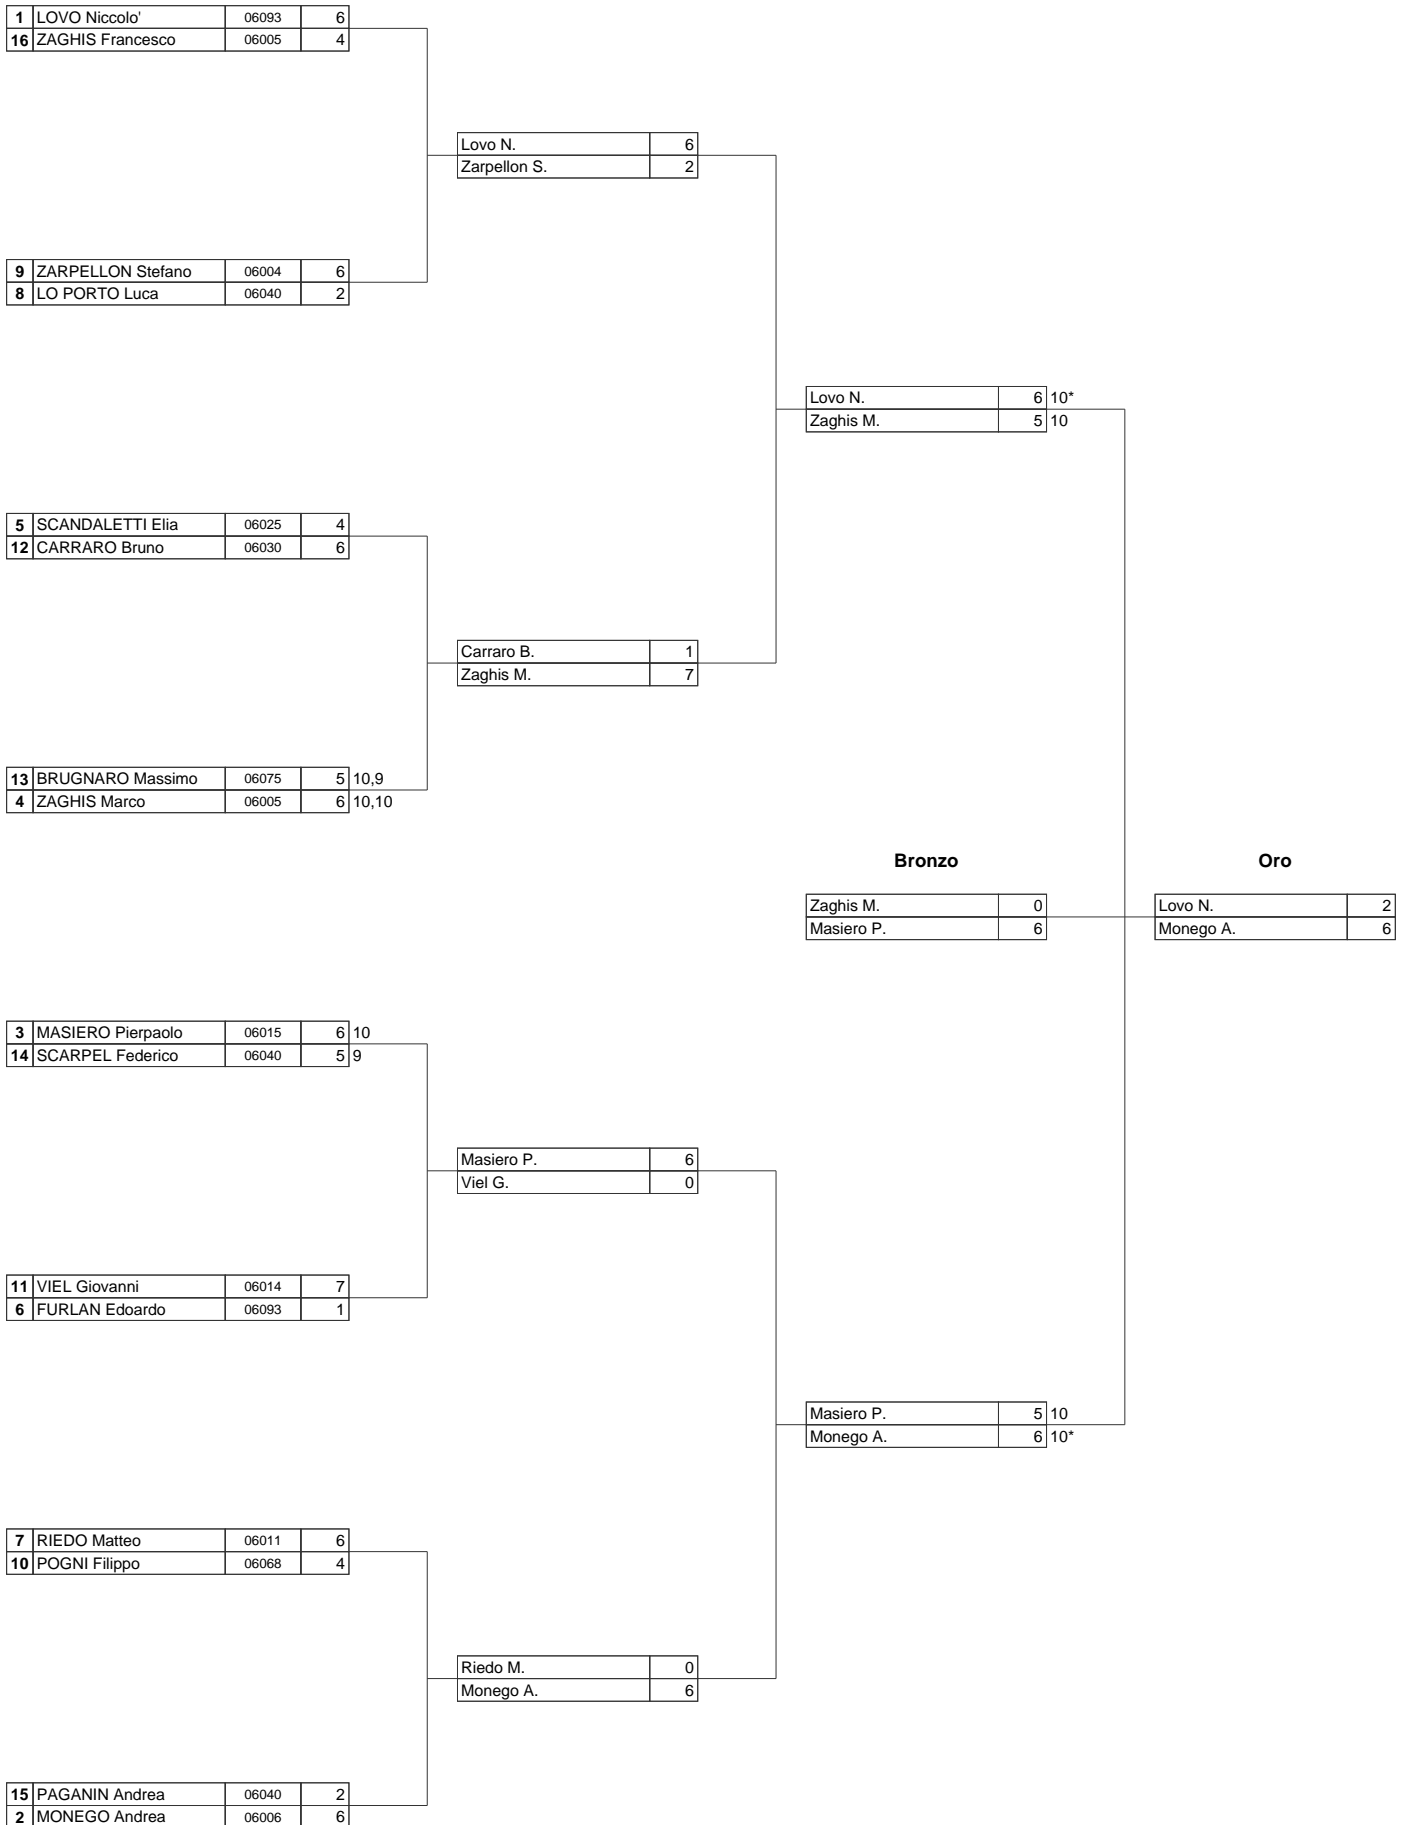 1 LOVO Niccolo' 06093 6
16 ZAGHIS Francesco 06005 4
Lovo N. 6
Zarpellon S. 2
9 ZARPELLON Stefano 06004 6
8 LO PORTO Luca 06040 2
Lovo N. 6 10*
Zaghis M. 5 10
5 SCANDALETTI Elia 06025 4
12 CARRARO Bruno 06030 6
Carraro B. 1
Zaghis M. 7
13 BRUGNARO Massimo 06075 5 10,9
4 ZAGHIS Marco 06005 6 10,10
Bronzo Oro
Zaghis M. 0 Lovo N. 2
Masiero P. 6 Monego A. 6
3 MASIERO Pierpaolo 06015 6 10
14 SCARPEL Federico 06040 5 9
Masiero P. 6
Viel G. 0
11 VIEL Giovanni 06014 7
6 FURLAN Edoardo 06093 1
Masiero P. 5 10
Monego A. 6 10*
7 RIEDO Matteo 06011 6
10 POGNI Filippo 06068 4
Riedo M. 0
Monego A. 6
15 PAGANIN Andrea 06040 2
2 MONEGO Andrea 06006 6